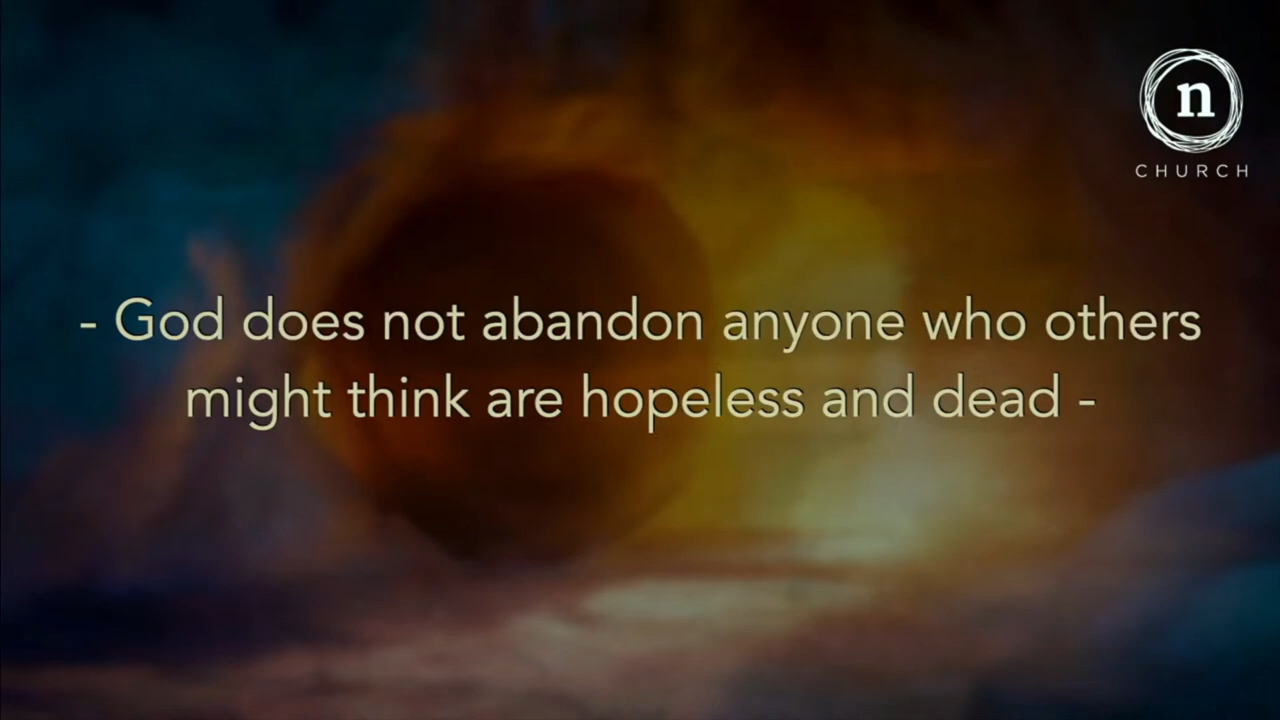 n
CHURCH
- God does not abandon anyone who others
might think are hopeless and dead -